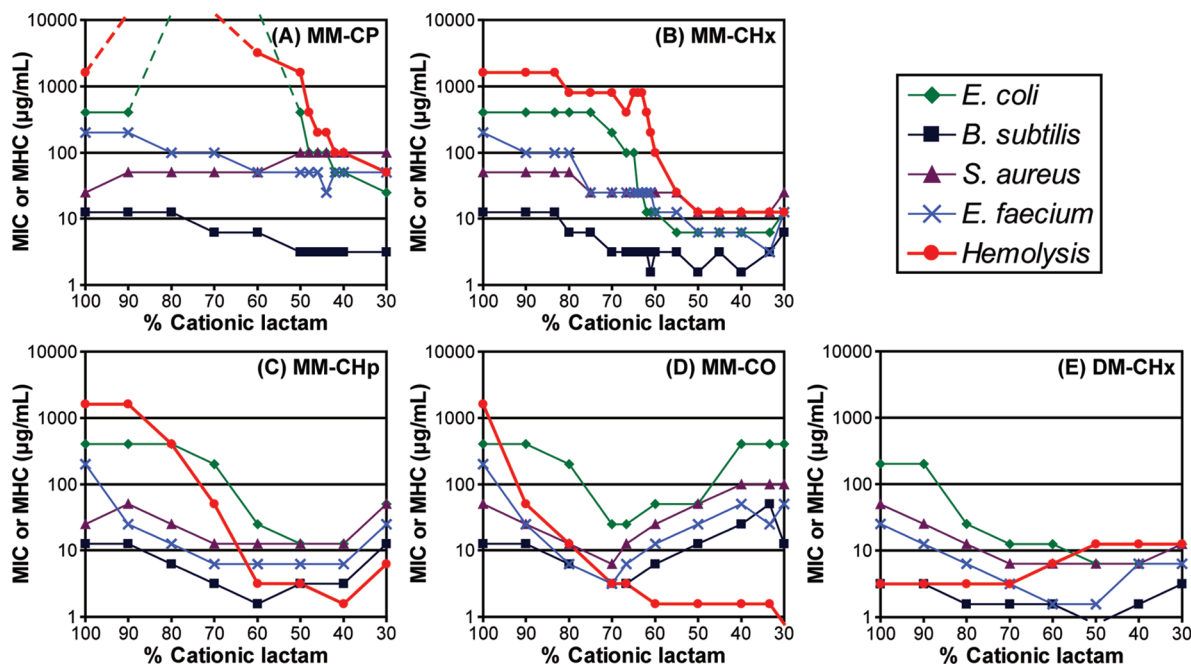 (A) MM-CP
MIC or MHC (µg/mL)
10000
1000
100
10
1
100 90 80 70 60 50 40 30
% Cationic lactam
(B) MM-CHx
MIC or MHC (µg/mL)
10000
1000
100
10
1
100 90 80 70 60 50 40 30
% Cationic lactam
E. coli
B. subtilis
S. aureus
E. faecium
Hemolysis
(C) MM-CHp
MIC or MHC (µg/mL)
10000
1000
100
10
1
100 90 80 70 60 50 40 30
% Cationic lactam
(D) MM-CO
MIC or MHC (µg/mL)
10000
1000
100
10
1
100 90 80 70 60 50 40 30
% Cationic lactam
(E) DM-CHx
MIC or MHC (µg/mL)
10000
1000
100
10
1
100 90 80 70 60 50 40 30
% Cationic lactam